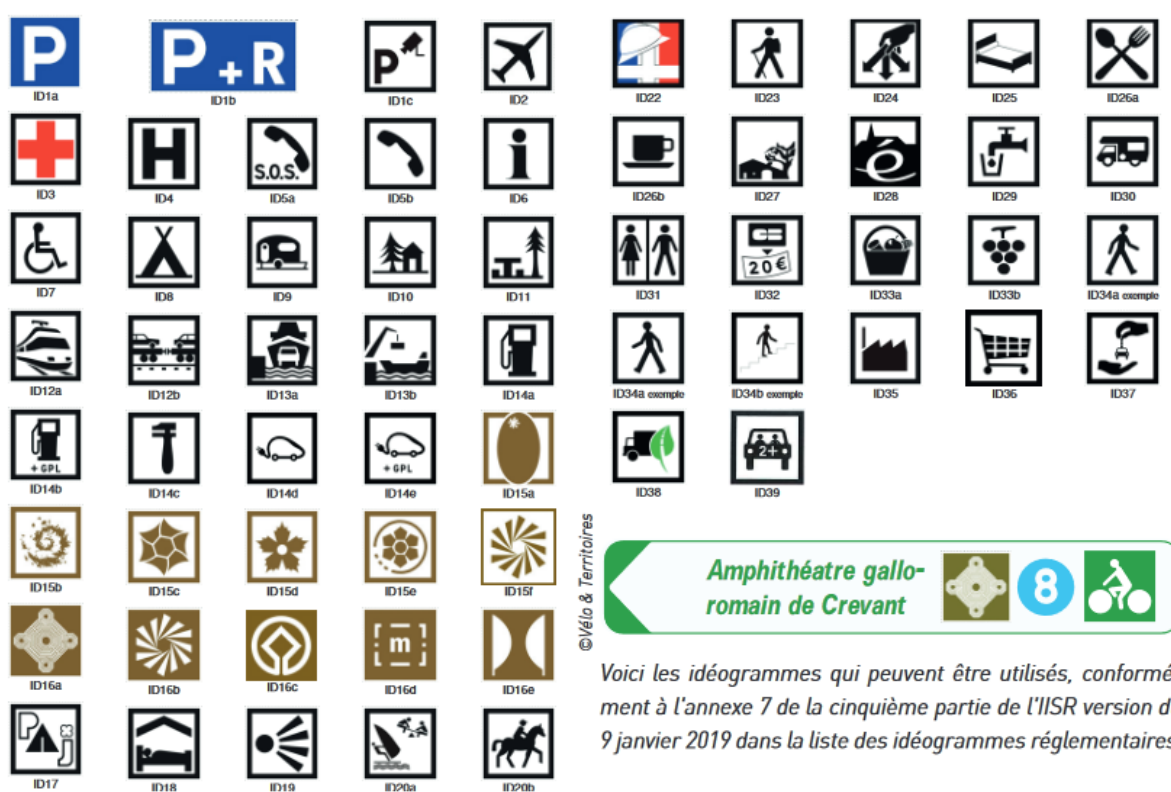 P
P + R
P
ID1a
ID1b
ID1c
ID2
ID22
ID23
ID24
ID25
ID26a
H
S.O.S.
i
é
ID3
ID4
ID5a
ID5b
ID6
ID26b
ID27
ID28
ID29
ID30
20€
ID7
ID8
ID9
ID10
ID11
ID31
ID32
ID33a
ID33b
ID34a exemple
ID12a
ID12b
ID13a
ID13b
ID14a
ID34a exemple
ID34b exemple
ID35
ID36
ID37
+ GPL
+ GPL
2+
ID14b
ID14c
ID14d
ID14e
ID15a
ID38
ID39
ID15b
ID15c
ID15d
ID15e
ID15f
m
ID16a
ID16b
ID16c
ID16d
ID16e
P
J
ID17
ID18
ID19
ID20a
ID20b
©Vélo & Territoires
Amphithéatre gallo-
romain de Crevant
8
Voici les idéogrammes qui peuvent être utilisés, conformé
ment à l'annexe 7 de la cinquième partie de l'IISR version d
9 janvier 2019 dans la liste des idéogrammes réglementaires